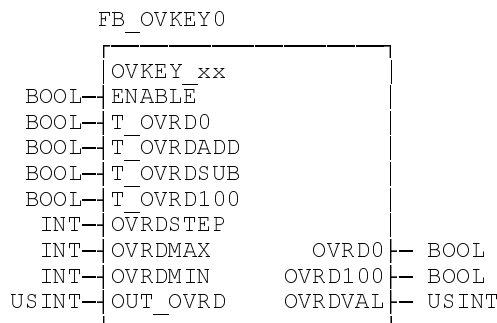 FB_OVKEY0
OVKEY_xx
BOOL ENABLE
BOOL T_OVRD0
BOOL T_OVRDADD
BOOL T_OVRDSUB
BOOL T_OVRD100
INT OVRDSTEP
INT OVRDMAX OVRD0 BOOL
INT OVRDMIN OVRD100 BOOL
USINT OUT_OVRD OVRDVAL USINT